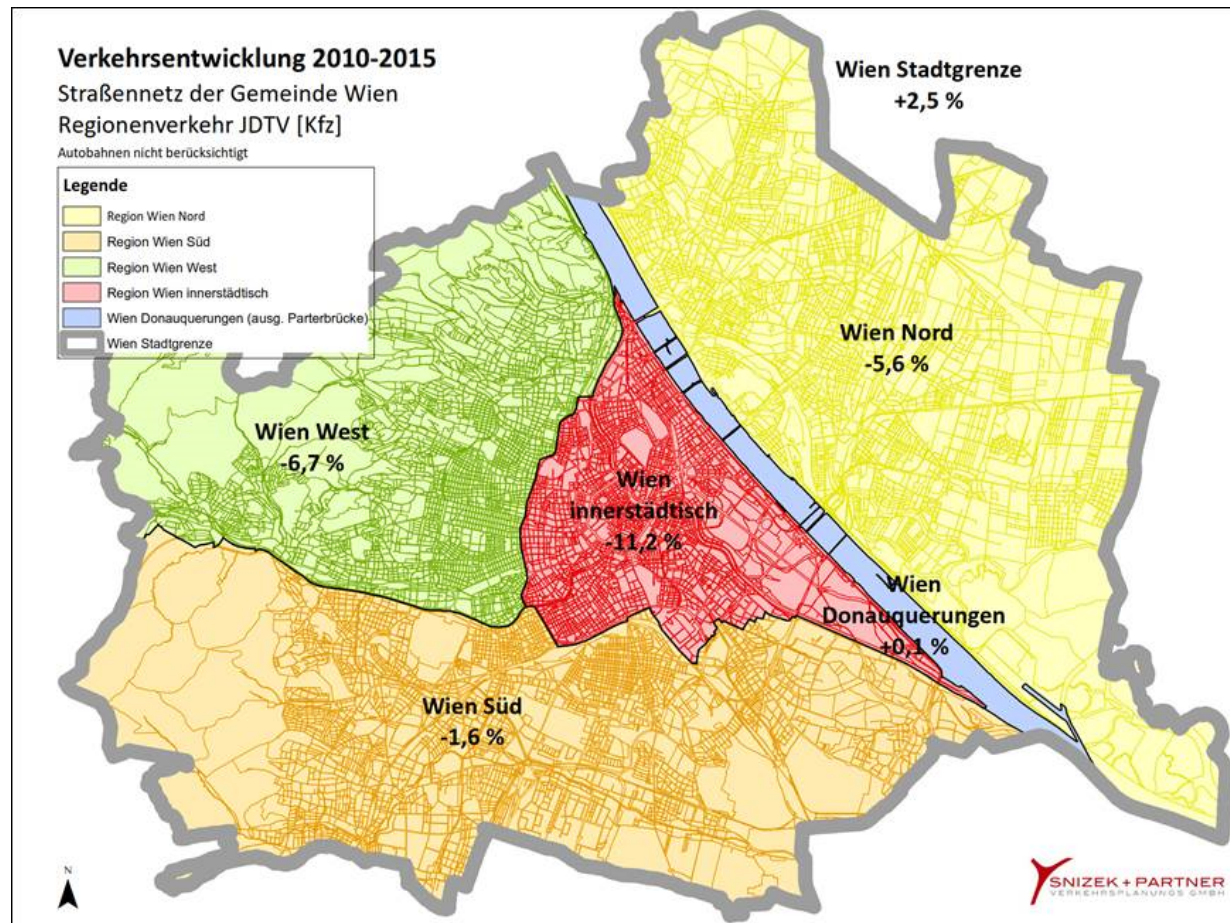 Verkehrsentwicklung 2010-2015
Straßennetz der Gemeinde Wien
Regionenverkehr JDTV [Kfz]
Autobahnen nicht berücksichtigt
Legende
Region Wien Nord
Region Wien Süd
Region Wien West
Region Wien innerstädtisch
Wien Donauquerungen (ausg. Parterbrücke)
Wien Stadtgrenze
Wien Stadtgrenze
+2,5 %
Wien Nord
-5,6 %
Wien West
-6,7 %
Wien
innerstädtisch
-11,2 %
Wien
Donauquerungen
+0,1 %
Wien Süd
-1,6 %
N
SNIZEK + PARTNER
VERKEHRSPLANUNGS GMBH